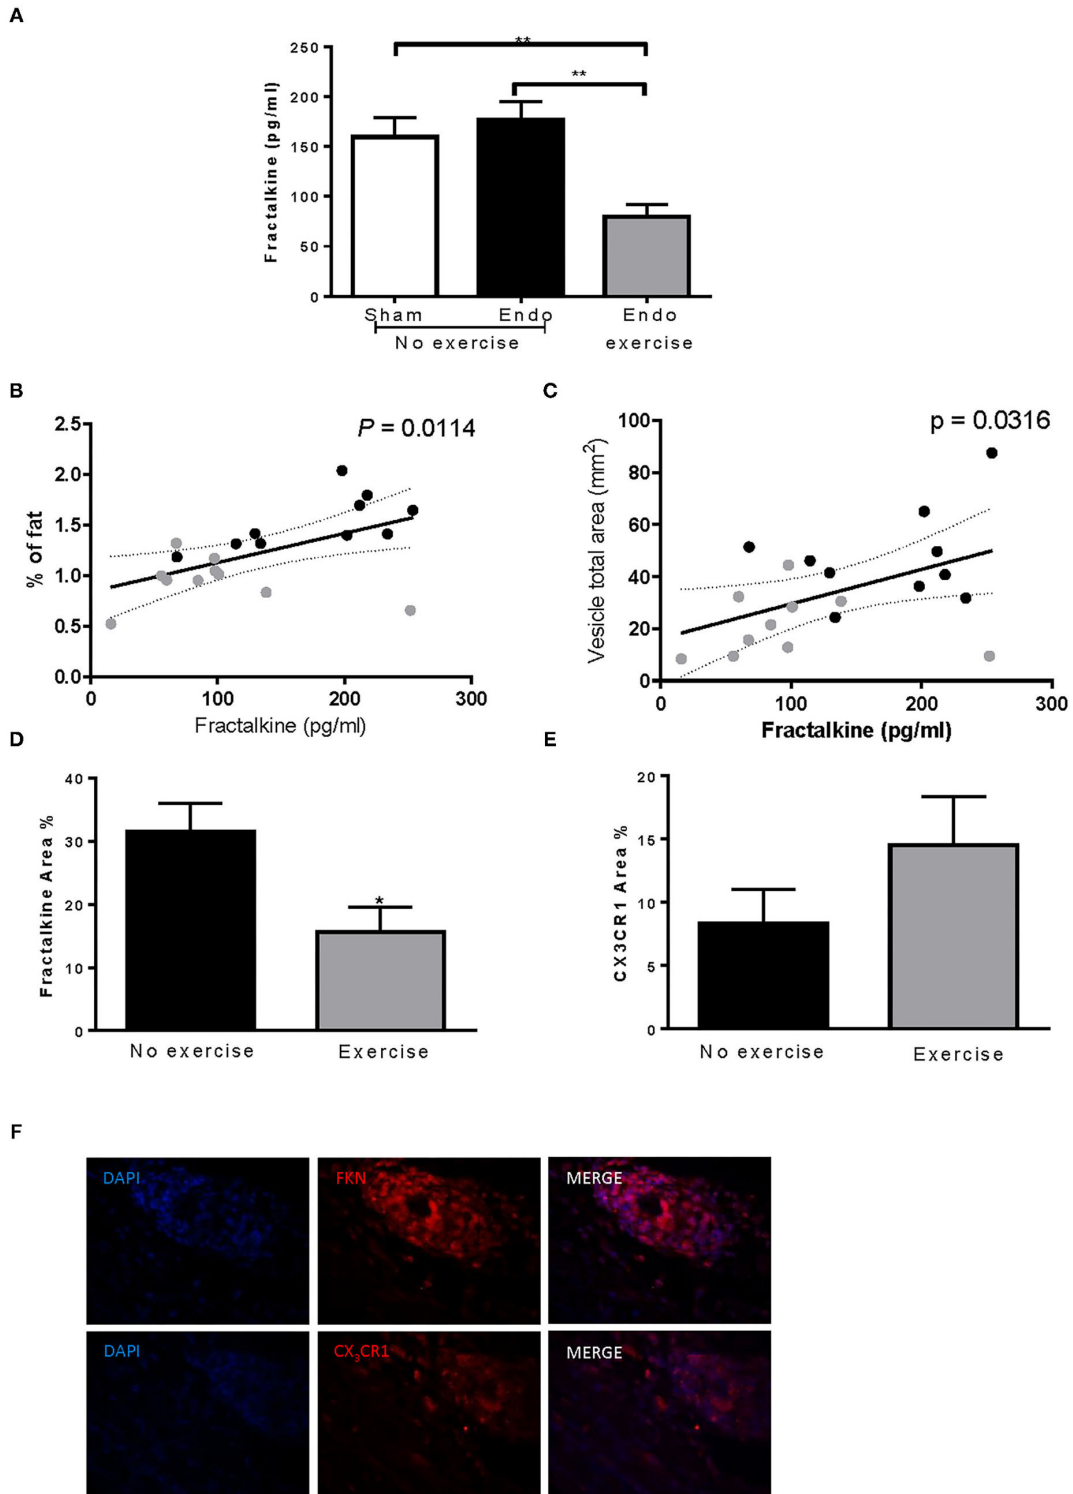 A
**
**
250
200
150
100
50
0
Fractalkine (pg/ml)
Sham
Endo
Endo
No exercise
exercise
B
P = 0.0114
2.5
2.0
1.5
1.0
0.5
0.0
% of fat
0
100
200
300
Fractalkine (pg/ml)
C
p = 0.0316
100
80
60
40
20
0
Vesicle total area (mm²)
0
100
200
300
Fractalkine (pg/ml)
D
40
30
20
10
0
Fractalkine Area %
*
No exercise
Exercise
E
20
15
10
5
0
CX3CR1 Area %
No exercise
Exercise
F
DAPI
FKN
MERGE
DAPI
CX₃CR1
MERGE